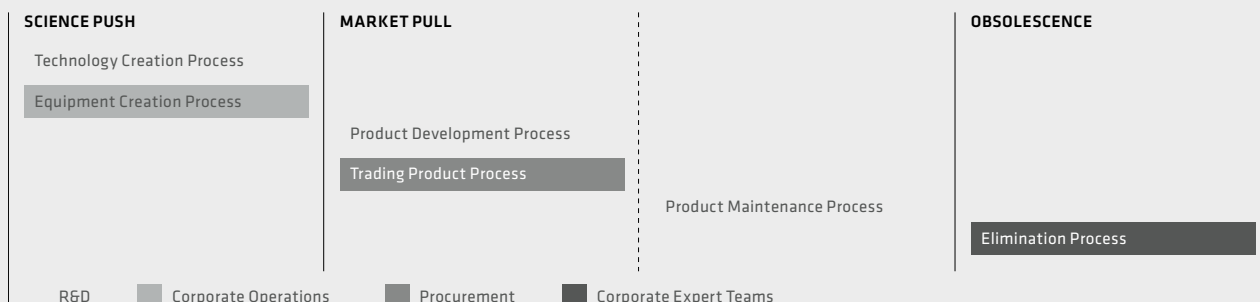 SCIENCE PUSH
MARKET PULL
OBSOLESCENCE
Technology Creation Process
Equipment Creation Process
Product Development Process
Trading Product Process
Product Maintenance Process
Elimination Process
R&D
Corporate Operations
Procurement
Corporate Expert Teams